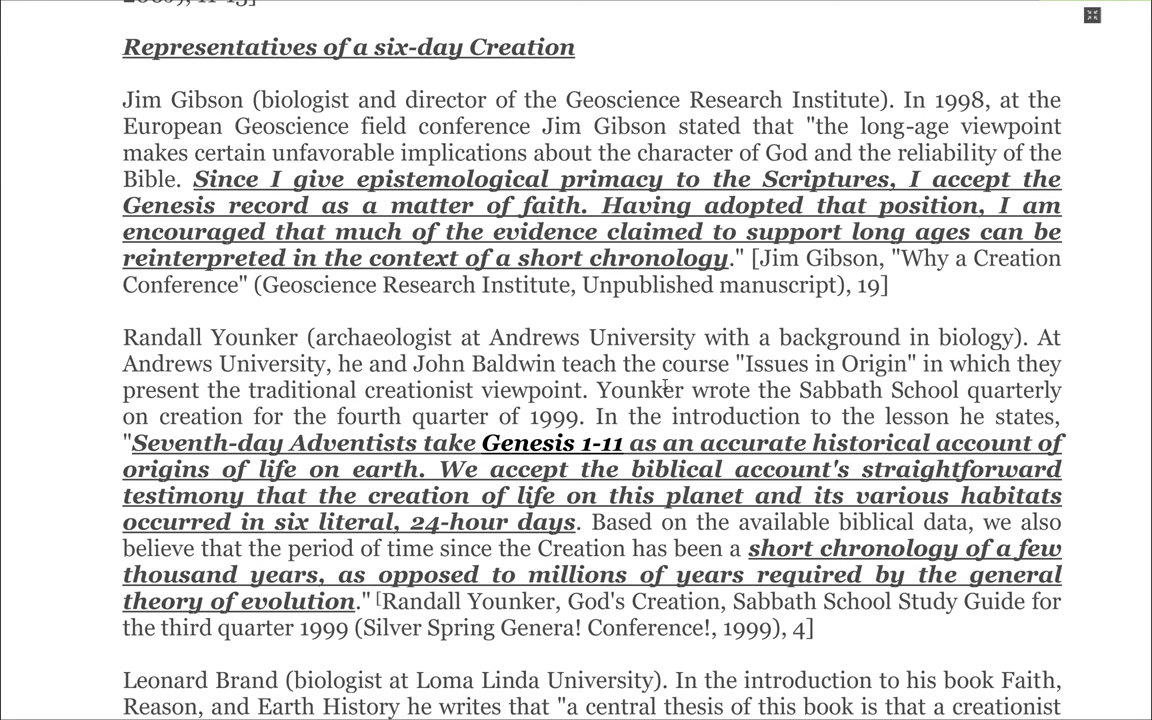 Representatives of a six-day Creation
Jim Gibson (biologist and director of the Geoscience Research Institute). In 1998, at the
European Geoscience field conference Jim Gibson stated that "the long-age viewpoint
makes certain unfavorable implications about the character of God and the reliability of the
Bible. Since I give epistemological primacy to the Scriptures, I accept the
Genesis record as a matter of faith. Having adopted that position, I am
encouraged that much of the evidence claimed to support long ages can be
reinterpreted in the context of a short chronology." [Jim Gibson, "Why a Creation
Conference" (Geoscience Research Institute, Unpublished manuscript), 19]
Randall Younker (archaeologist at Andrews University with a background in biology). At
Andrews University, he and John Baldwin teach the course "Issues in Origin" in which they
present the traditional creationist viewpoint. Younker wrote the Sabbath School quarterly
on creation for the fourth quarter of 1999. In the introduction to the lesson he states,
"Seventh-day Adventists take Genesis 1-11 as an accurate historical account of
origins of life on earth. We accept the biblical account's straightforward
testimony that the creation of life on this planet and its various habitats
occurred in six literal, 24-hour days. Based on the available biblical data, we also
believe that the period of time since the Creation has been a short chronology of a few
thousand years, as opposed to millions of years required by the general
theory of evolution." [Randall Younker, God's Creation, Sabbath School Study Guide for
the third quarter 1999 (Silver Spring Genera! Conference!, 1999), 4]
Leonard Brand (biologist at Loma Linda University). In the introduction to his book Faith,
Reason, and Earth History he writes that "a central thesis of this book is that a creationist